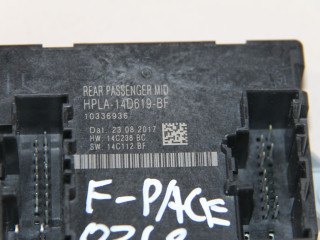 REAR PASSENGER MID
HPLA-14D619-BF
10336936
Dat 23.08.2017
HW 14C238 BC
SW 14C112 BF
F-PACE